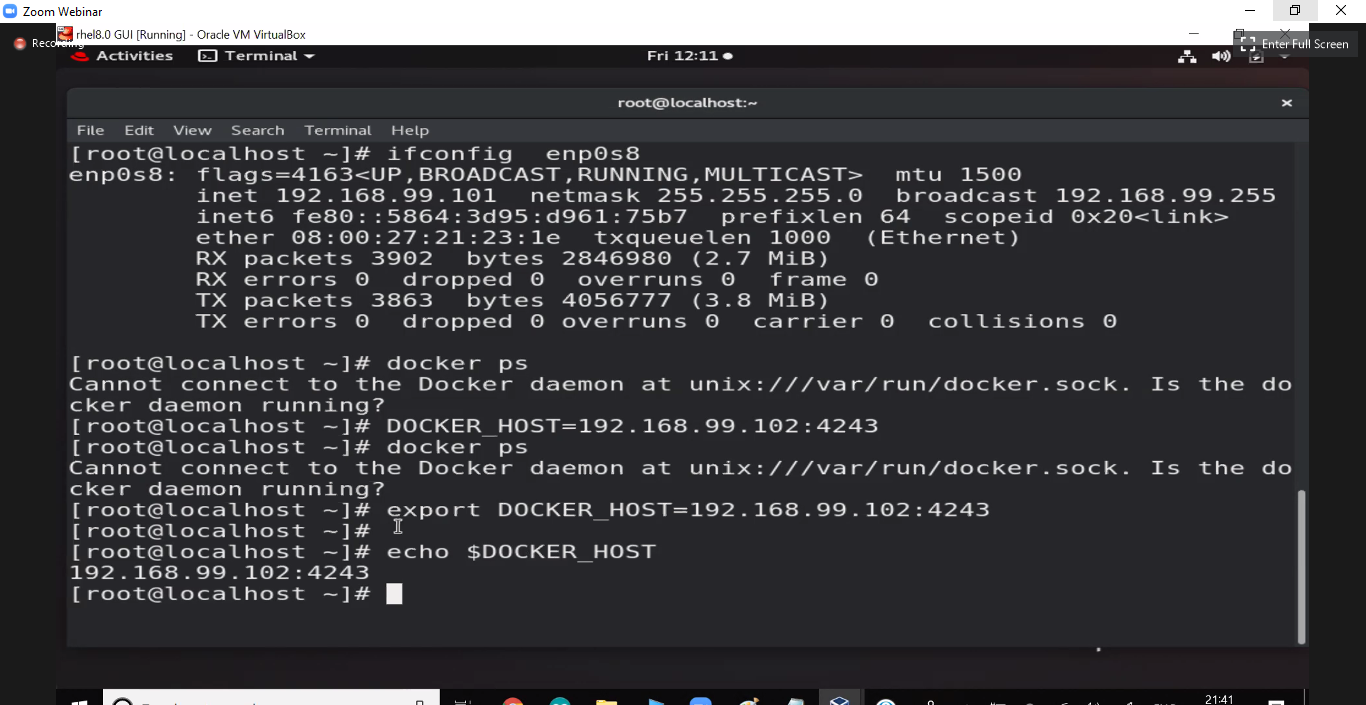 Zoom Webinar
rhel8.0 GUI [Running] - Oracle VM VirtualBox
Recording
Enter Full Screen
Activities Terminal Fri 12:11
root@localhost:~
File Edit View Search Terminal Help
[root@localhost ~]# ifconfig  enp0s8
enp0s8: flags=4163<UP,BROADCAST,RUNNING,MULTICAST>  mtu 1500
        inet 192.168.99.101  netmask 255.255.255.0  broadcast 192.168.99.255
        inet6 fe80::5864:3d95:d961:75b7  prefixlen 64  scopeid 0x20<link>
        ether 08:00:27:21:23:1e  txqueuelen 1000  (Ethernet)
        RX packets 3902  bytes 2846980 (2.7 MiB)
        RX errors 0  dropped 0  overruns 0  frame 0
        TX packets 3863  bytes 4056777 (3.8 MiB)
        TX errors 0  dropped 0 overruns 0  carrier 0  collisions 0
[root@localhost ~]# docker ps
Cannot connect to the Docker daemon at unix:///var/run/docker.sock. Is the do
cker daemon running?
[root@localhost ~]# DOCKER_HOST=192.168.99.102:4243
[root@localhost ~]# docker ps
Cannot connect to the Docker daemon at unix:///var/run/docker.sock. Is the do
cker daemon running?
[root@localhost ~]# export DOCKER_HOST=192.168.99.102:4243
[root@localhost ~]#
[root@localhost ~]# echo $DOCKER_HOST
192.168.99.102:4243
[root@localhost ~]#
21:41